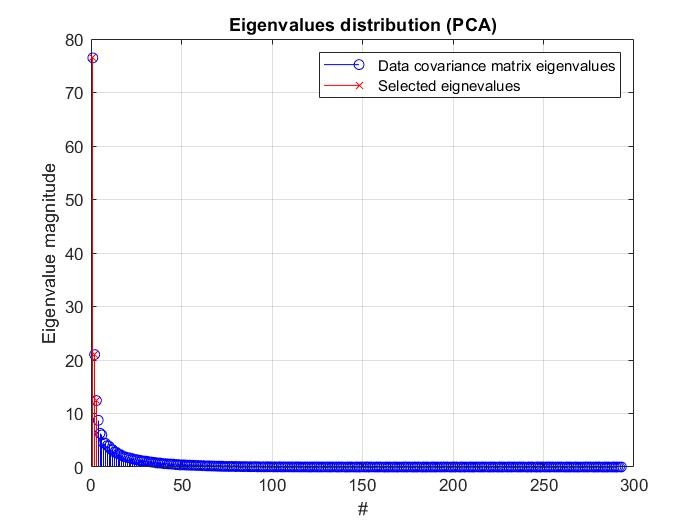 Eigenvalues distribution (PCA)
Data covariance matrix eigenvalues
Selected eignevalues
Eigenvalue magnitude
80
70
60
50
40
30
20
10
0
0 50 100 150 200 250 300
#